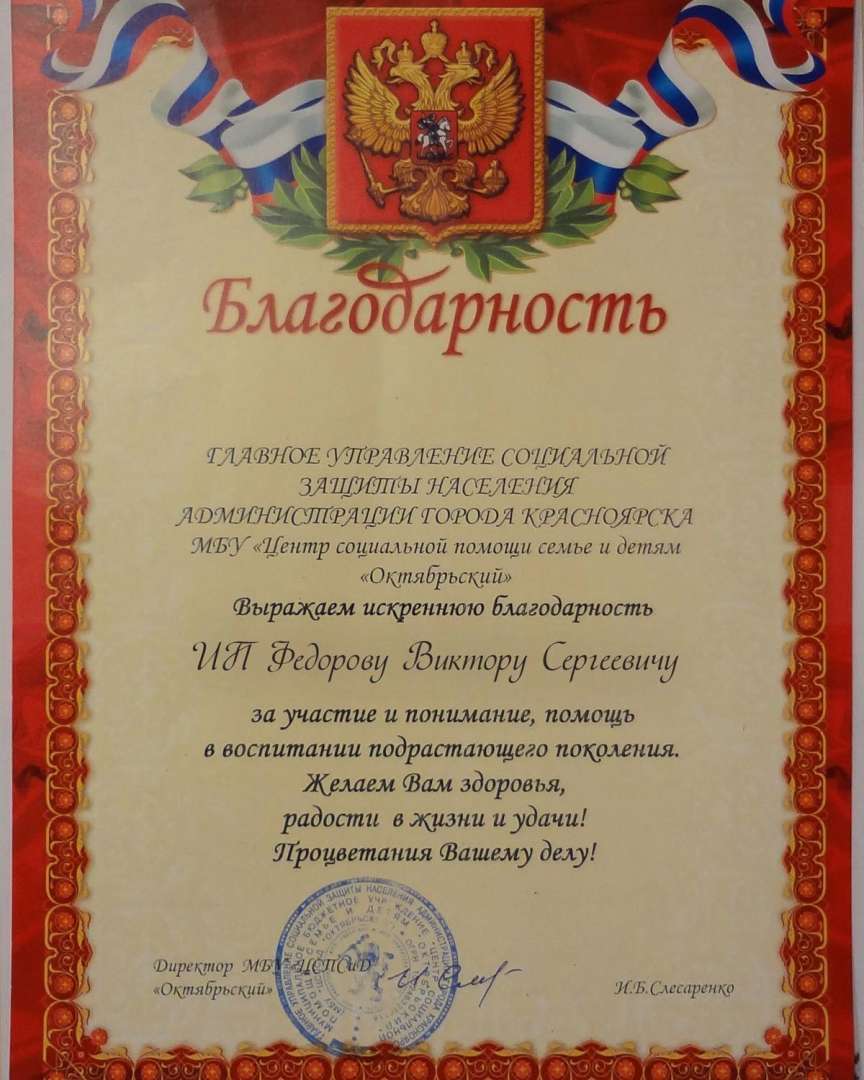 Благодарность
ГЛАВНОЕ УПРАВЛЕНИЕ СОЦИАЛЬНОЙ
ЗАЩИТЫ НАСЕЛЕНИЯ
АДМИНИСТРАЦИИ ГОРОДА КРАСНОЯРСКА
МБУ «Центр социальной помощи семье и детям
«Октябрьский»
Выражаем искреннюю благодарность
ИП Федорову Виктору Сергеевичу
за участие и понимание, помощь
в воспитании подрастающего поколения.
Желаем Вам здоровья,
радости в жизни и удачи!
Процветания Вашему делу!
Директор МБУ ЦСПСиД
«Октябрьский»
И.Б.Слесаренко